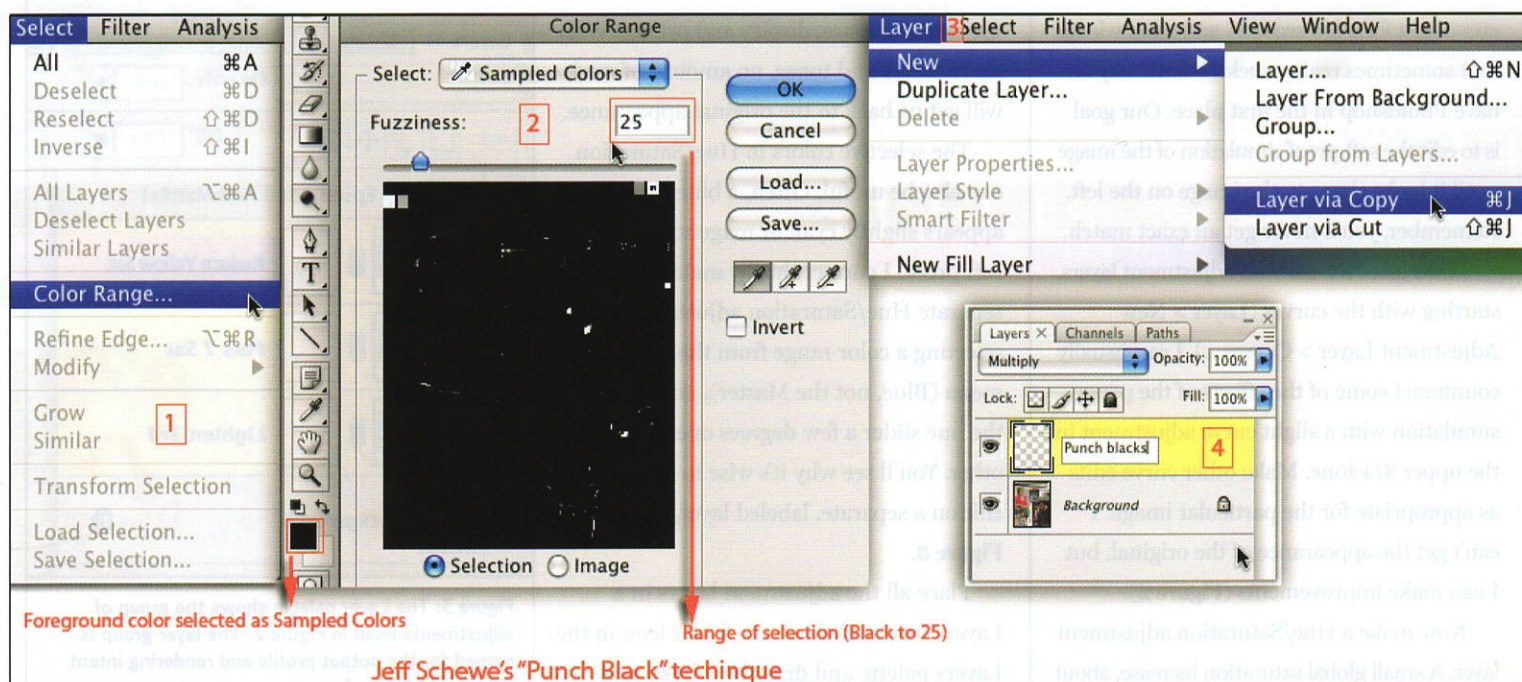 Select Filter Analysis
All ⌘A
Deselect ⌘D
Reselect ⇧⌘D
Inverse ⇧⌘I
All Layers ⌥⌘A
Deselect Layers
Similar Layers
Color Range...
Refine Edge... ⌥⌘R
Modify
Grow
Similar
1
Transform Selection
Load Selection...
Save Selection...
T
Color Range
Select: Sampled Colors
Fuzziness: 2 25
OK
Cancel
Load...
Save...
Invert
Selection Image
Layer 3 Select Filter Analysis View Window Help
New
Duplicate Layer...
Delete
Layer Properties...
Layer Style
Smart Filter
New Fill Layer
Layer... ⇧⌘N
Layer From Background...
Group...
Group from Layers...
Layer via Copy ⌘J
Layer via Cut ⇧⌘J
Layers × Channels Paths
Multiply Opacity: 100%
Lock: Fill: 100%
Punch blacks 4
Background
Foreground color selected as Sampled Colors
Range of selection (Black to 25)
Jeff Schewe's "Punch Black" techinque